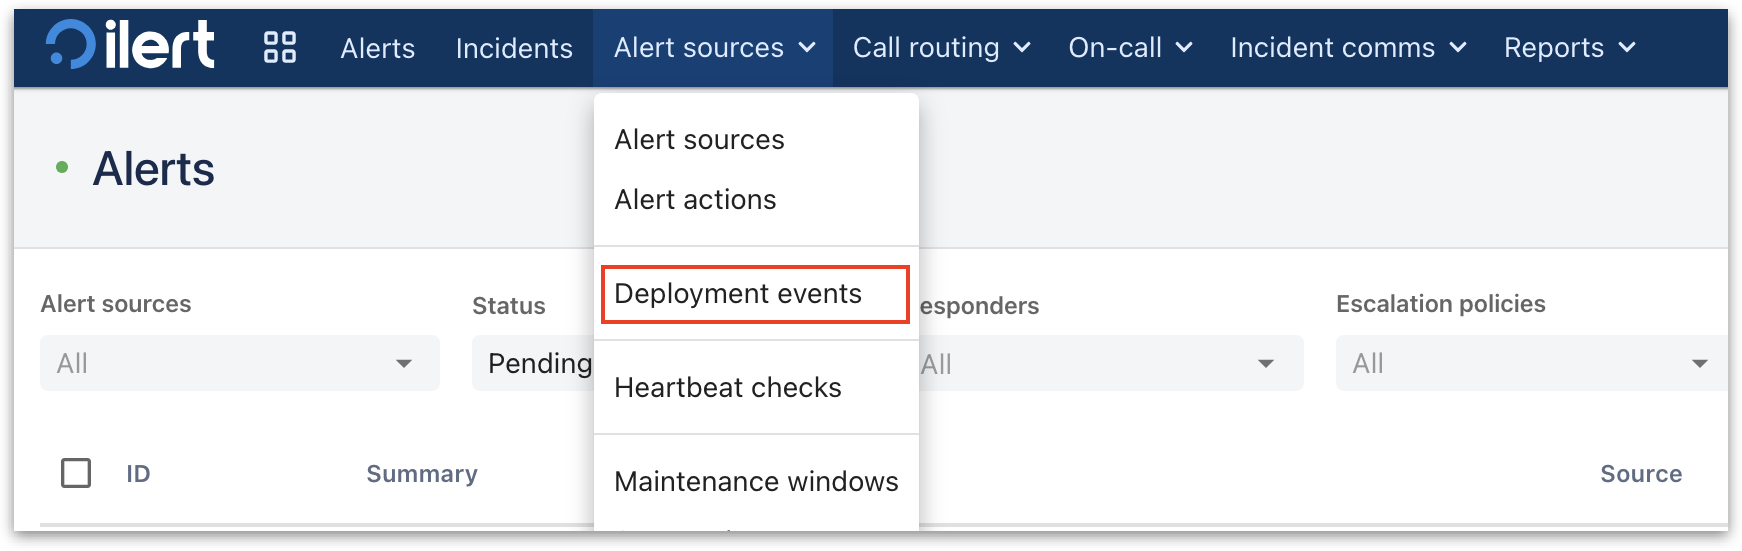 ilert Alerts Incidents Alert sources Call routing On-call Incident comms Reports
Alerts
Alert sources
Alert actions
Deployment events
Heartbeat checks
Maintenance windows
Alert sources Status esponders Escalation policies
All Pending All All
ID Summary Source